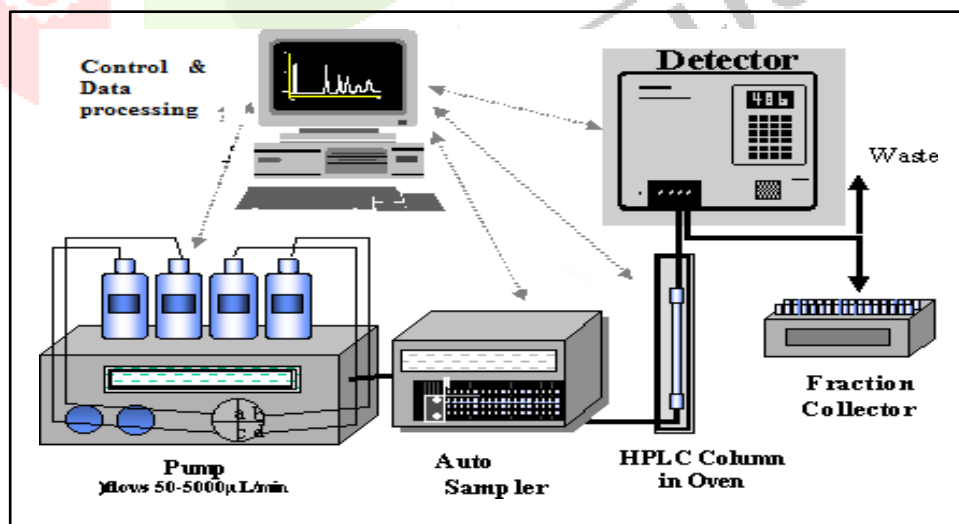 Control &
Data
processing
Detector
486
Waste
a b
c d
Pump
)flows 50-5000µL/min
Auto
Sampler
HPLC Column
in Oven
Fraction
Collector